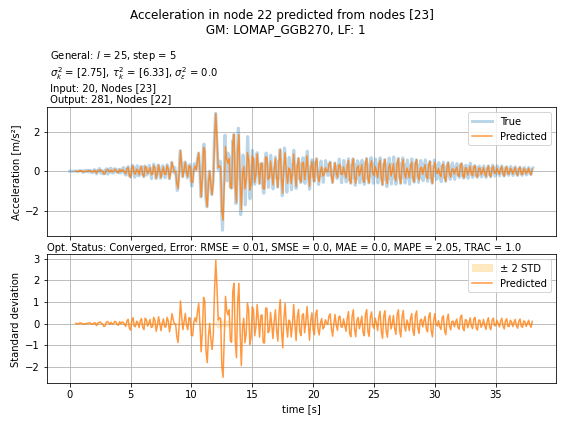 Acceleration in node 22 predicted from nodes [23]
GM: LOMAP_GGB270, LF: 1
General: l = 25, step = 5
σ²ₖ = [2.75], τ²ₖ = [6.33], σ²ε = 0.0
Input: 20, Nodes [23]
Output: 281, Nodes [22]
True
Predicted
Acceleration [m/s²]
2
0
−2
Opt. Status: Converged, Error: RMSE = 0.01, SMSE = 0.0, MAE = 0.0, MAPE = 2.05, TRAC = 1.0
± 2 STD
Predicted
Standard deviation
3
2
1
0
−1
−2
0 5 10 15 20 25 30 35
time [s]